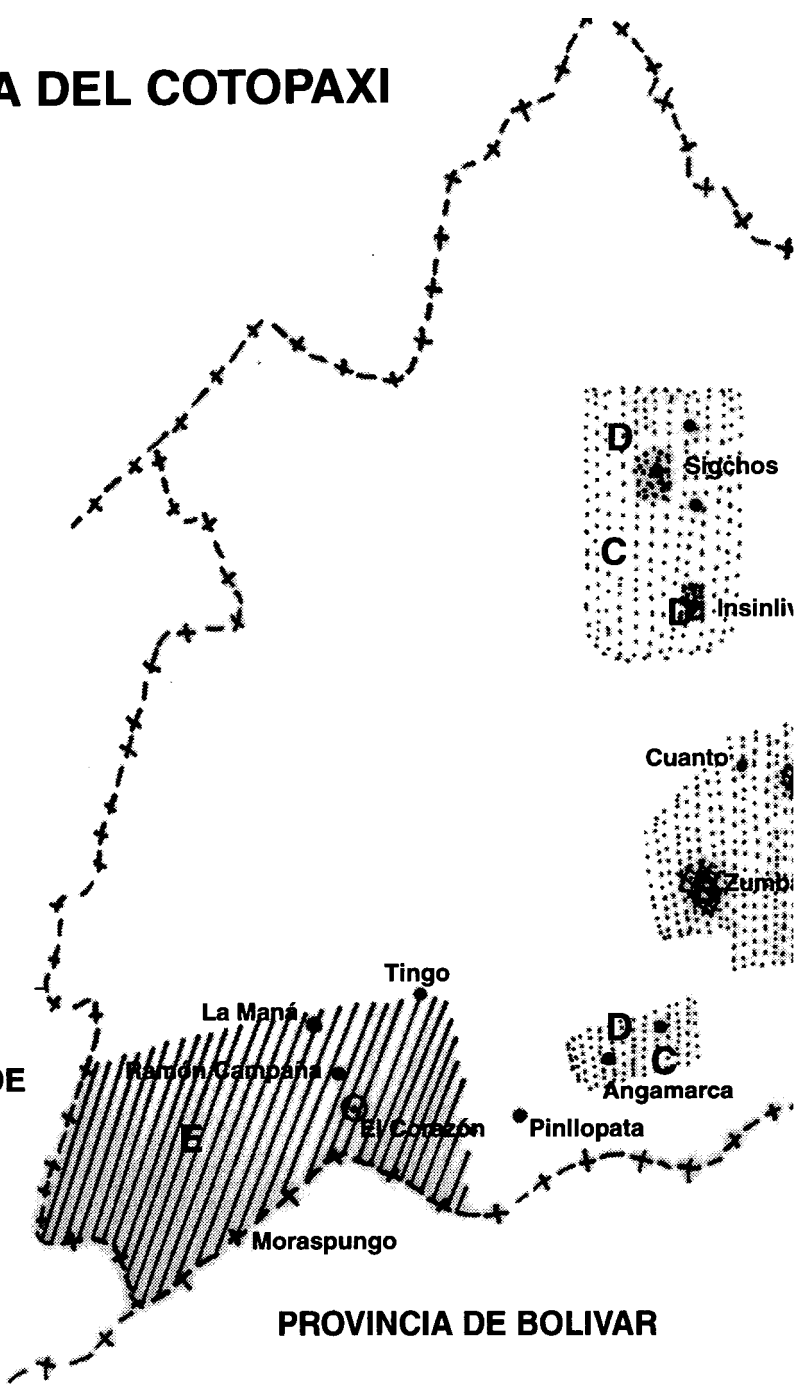 A DEL COTOPAXI
D
Sigchos
C
D
Insinliv
Cuanto
Zumba
Tingo
La Maná
D
C
DE
Ramón Campaña
Angamarca
El Corazón
Pinllopata
E
Moraspungo
PROVINCIA DE BOLIVAR